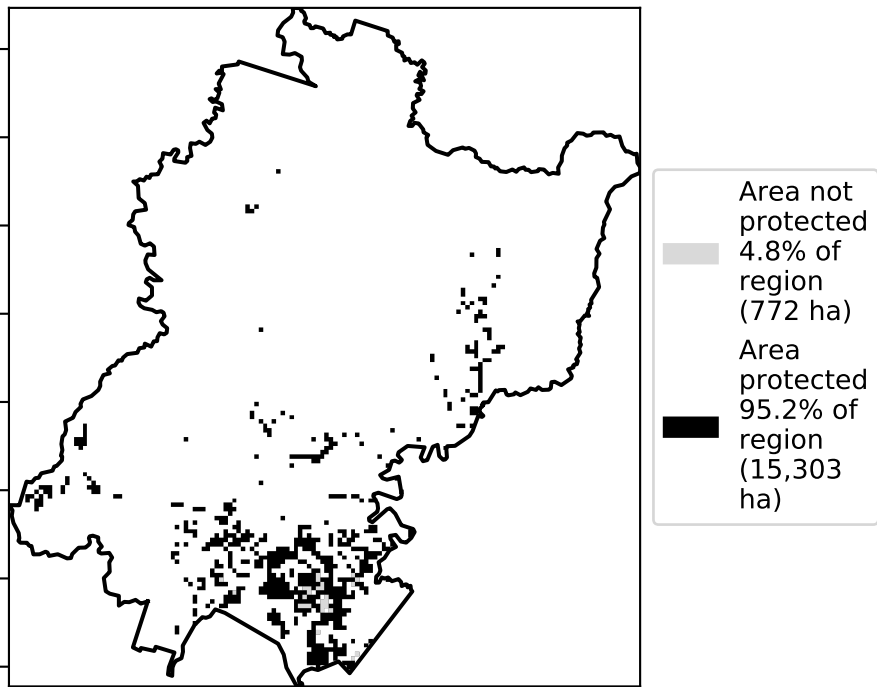 Area not
protected
4.8% of
region
(772 ha)
Area
protected
95.2% of
region
(15,303
ha)